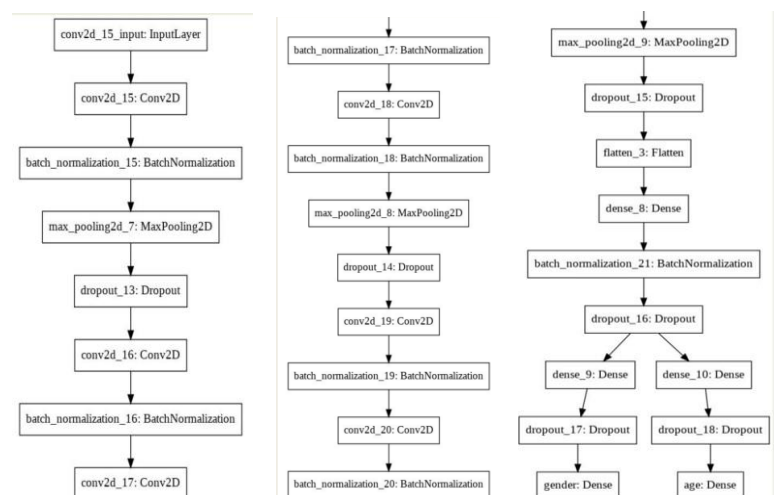 conv2d_15_input: InputLayer
conv2d_15: Conv2D
batch_normalization_15: BatchNormalization
max_pooling2d_7: MaxPooling2D
dropout_13: Dropout
conv2d_16: Conv2D
batch_normalization_16: BatchNormalization
conv2d_17: Conv2D
batch_normalization_17: BatchNormalization
conv2d_18: Conv2D
batch_normalization_18: BatchNormalization
max_pooling2d_8: MaxPooling2D
dropout_14: Dropout
conv2d_19: Conv2D
batch_normalization_19: BatchNormalization
conv2d_20: Conv2D
batch_normalization_20: BatchNormalization
max_pooling2d_9: MaxPooling2D
dropout_15: Dropout
flatten_3: Flatten
dense_8: Dense
batch_normalization_21: BatchNormalization
dropout_16: Dropout
dense_9: Dense
dense_10: Dense
dropout_17: Dropout
dropout_18: Dropout
gender: Dense
age: Dense